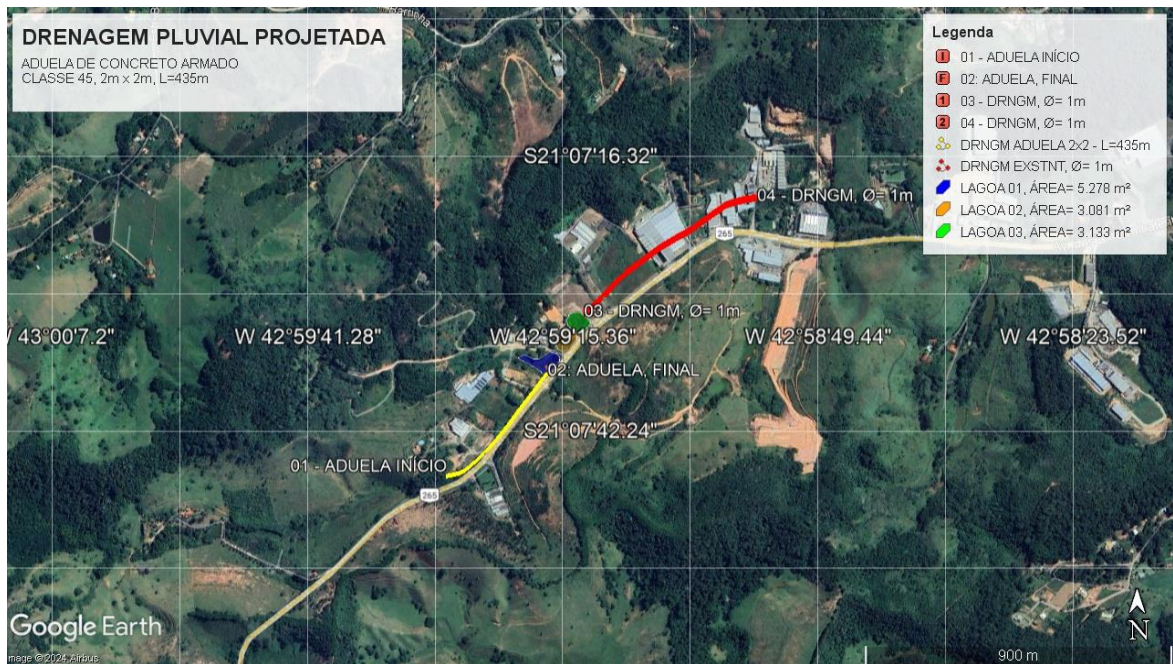 DRENAGEM PLUVIAL PROJETADA
ADUELA DE CONCRETO ARMADO
CLASSE 45, 2m x 2m, L=435m
Legenda
I 01 - ADUELA INÍCIO
F 02: ADUELA, FINAL
1 03 - DRNGM, Ø= 1m
2 04 - DRNGM, Ø= 1m
DRNGM ADUELA 2x2 - L=435m
DRNGM EXSTNT, Ø= 1m
LAGOA 01, ÁREA= 5.278 m²
LAGOA 02, ÁREA= 3.081 m²
LAGOA 03, ÁREA= 3.133 m²
S21°07'16.32"
04 - DRNGM, Ø= 1m
265
03 - DRNGM, Ø= 1m
W 43°00'7.2"
W 42°59'41.28"
W 42°59'15.36"
W 42°58'49.44"
W 42°58'23.52"
02: ADUELA, FINAL
S21°07'42.24"
01 - ADUELA INÍCIO
265
Google Earth
mage © 2024 Airbus
N
900 m